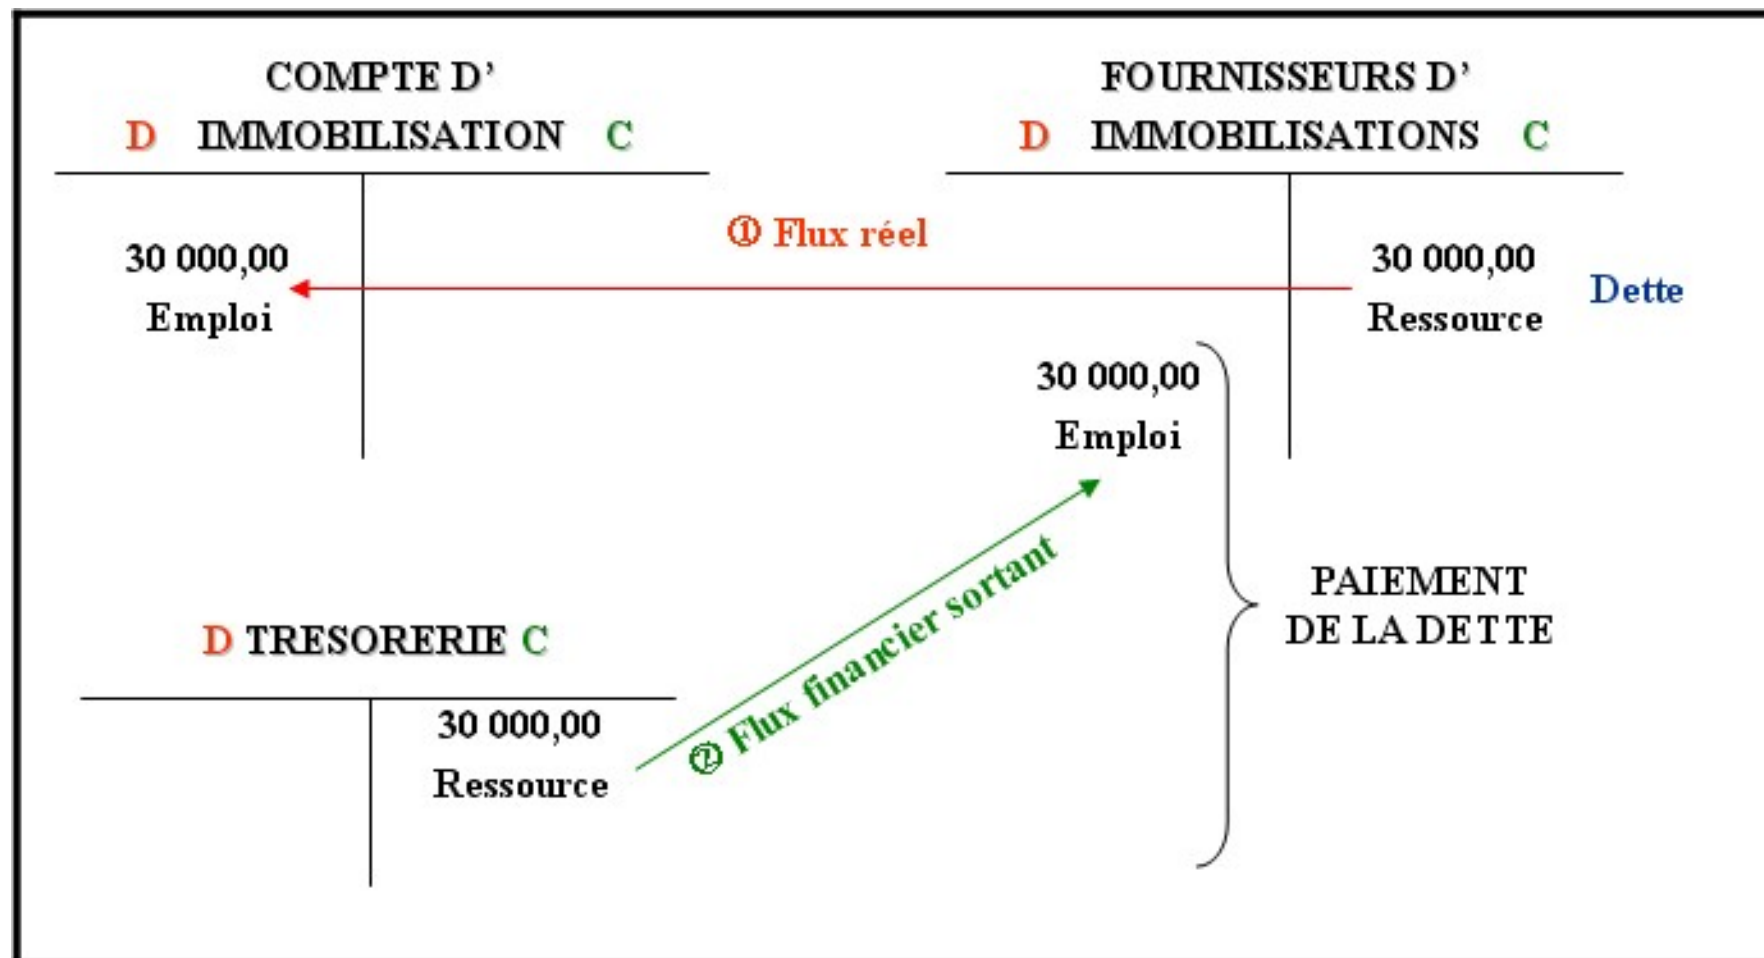 COMPTE D’
D IMMOBILISATION C
FOURNISSEURS D’
D IMMOBILISATIONS C
① Flux réel
30 000,00
Emploi
30 000,00
Ressource
Dette
30 000,00
Emploi
② Flux financier sortant
PAIEMENT
DE LA DETTE
D TRESORERIE C
30 000,00
Ressource